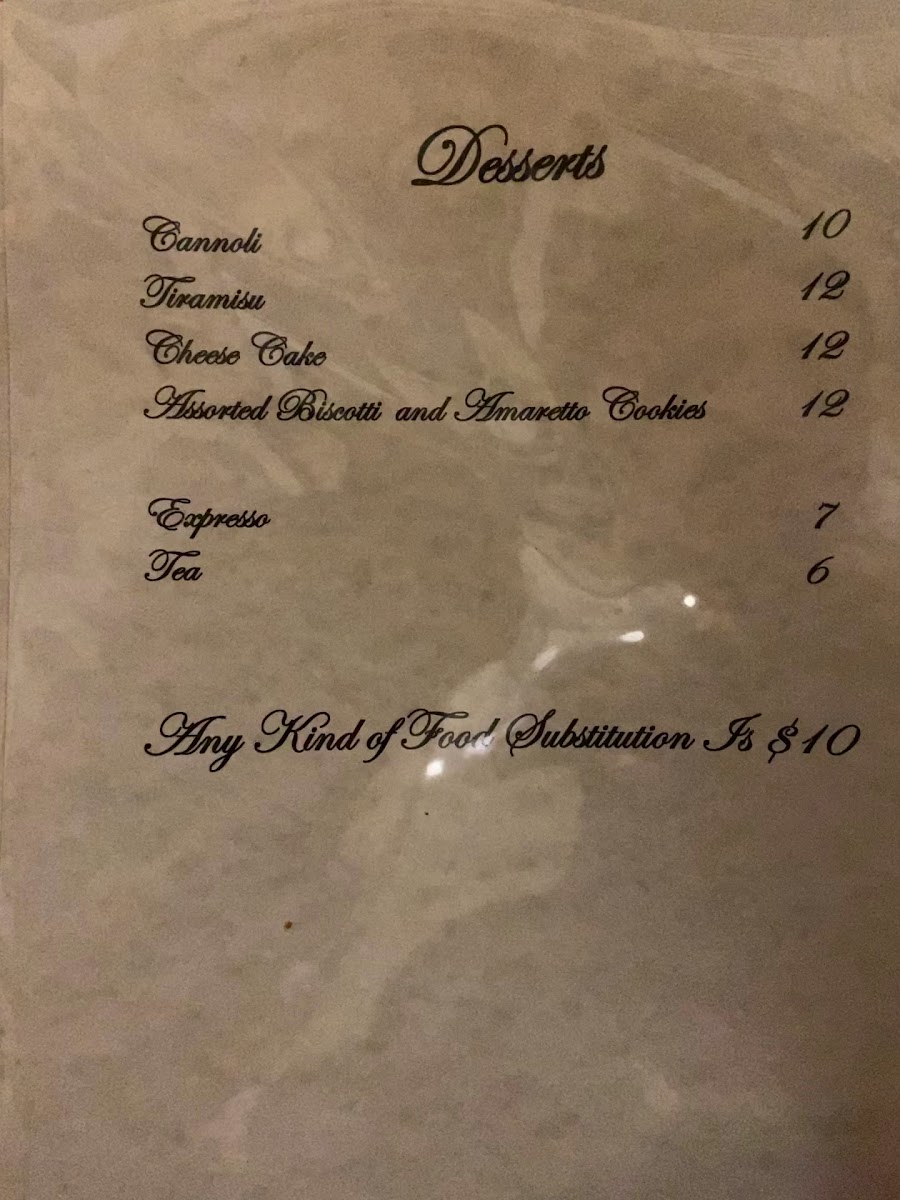 Desserts
Cannoli 10
Tiramisu 12
Cheese Cake 12
Assorted Biscotti and Amaretto Cookies 12
Expresso 7
Tea 6
Any Kind of Food Substitution Is $10